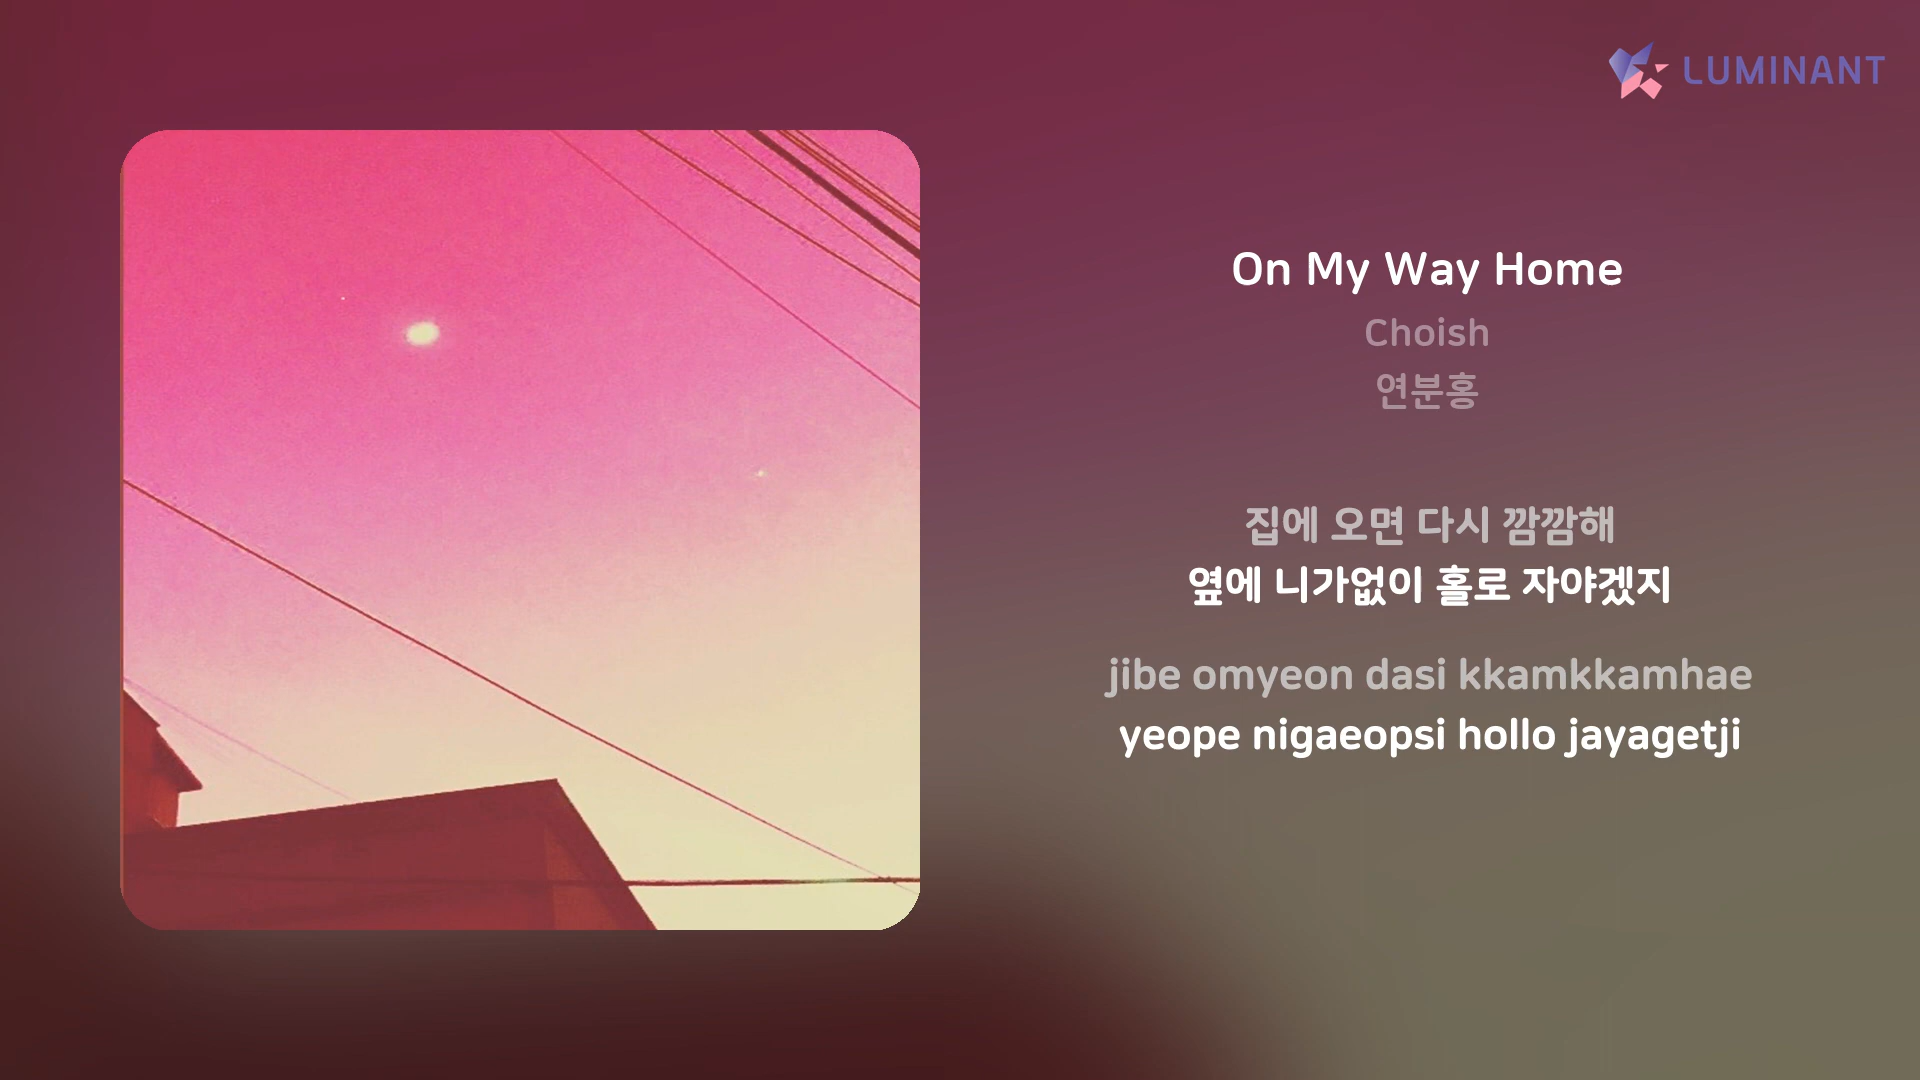 LUMINANT
On My Way Home
Choish
연분홍
집에 오면 다시 깜깜해
옆에 니가없이 홀로 자야겠지
jibe omyeon dasi kkamkkamhae
yeope nigaeopsi hollo jayagetji